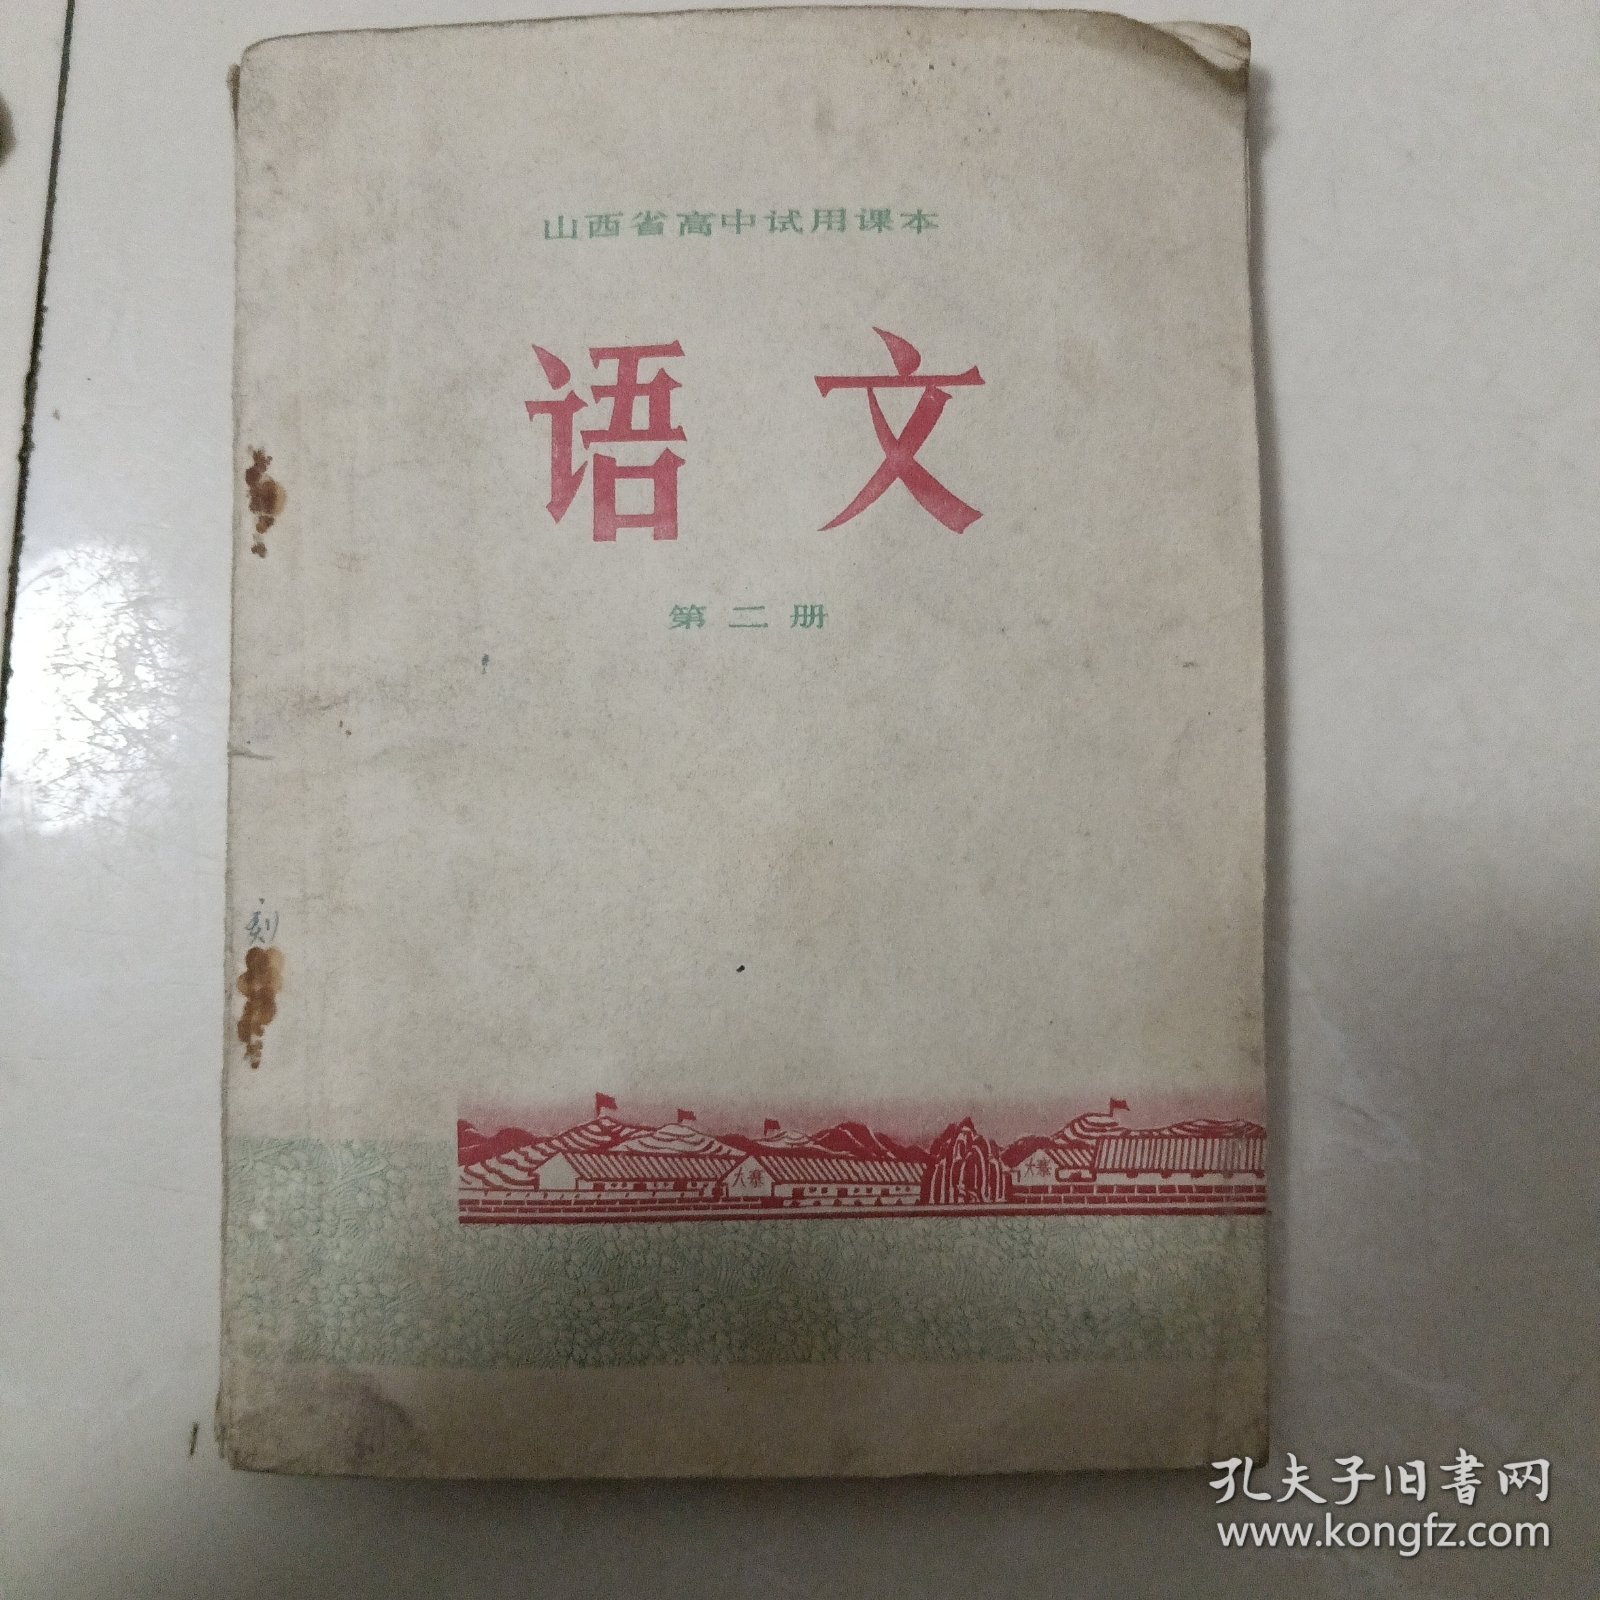 山西省高中试用课本
语文
第二册
刻
大寨
大寨
孔夫子旧书网
www.kongfz.com